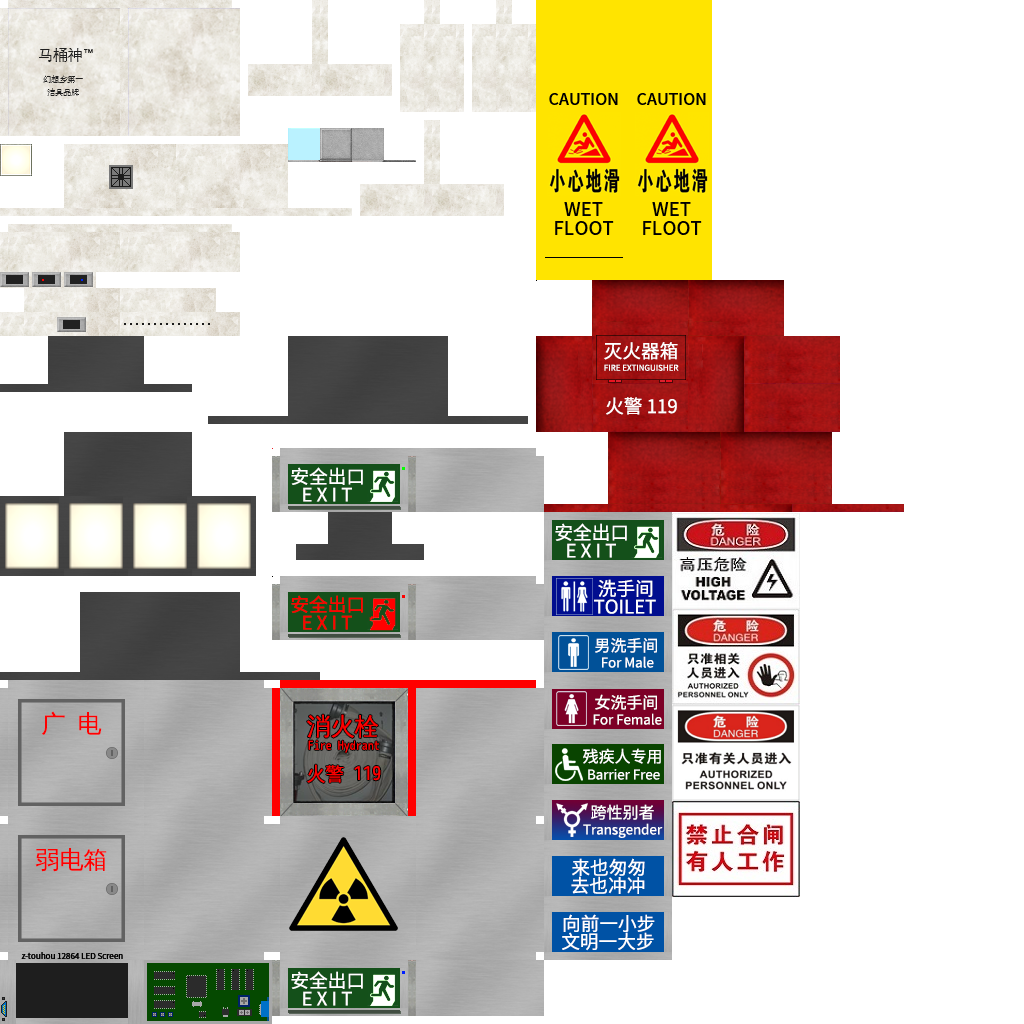 马桶神™
幻想乡第一
洁具品牌
CAUTION
小心地滑
WET
FLOOT
CAUTION
小心地滑
WET
FLOOT
灭火器箱
FIRE EXTINGUISHER
火警 119
安全出口
EXIT
安全出口
EXIT
广 电
消火栓
Fire Hydrant
火警 119
弱电箱
z-touhou 12864 LED Screen
安全出口
EXIT
安全出口
EXIT
洗手间
TOILET
男洗手间
For Male
女洗手间
For Female
残疾人专用
Barrier Free
跨性别者
Transgender
来也匆匆
去也冲冲
向前一小步
文明一大步
危 险
DANGER
高压危险
HIGH
VOLTAGE
危 险
DANGER
只准相关
人员进入
AUTHORIZED
PERSONNEL ONLY
危 险
DANGER
只准有关人员进入
AUTHORIZED
PERSONNEL ONLY
禁止合闸
有人工作